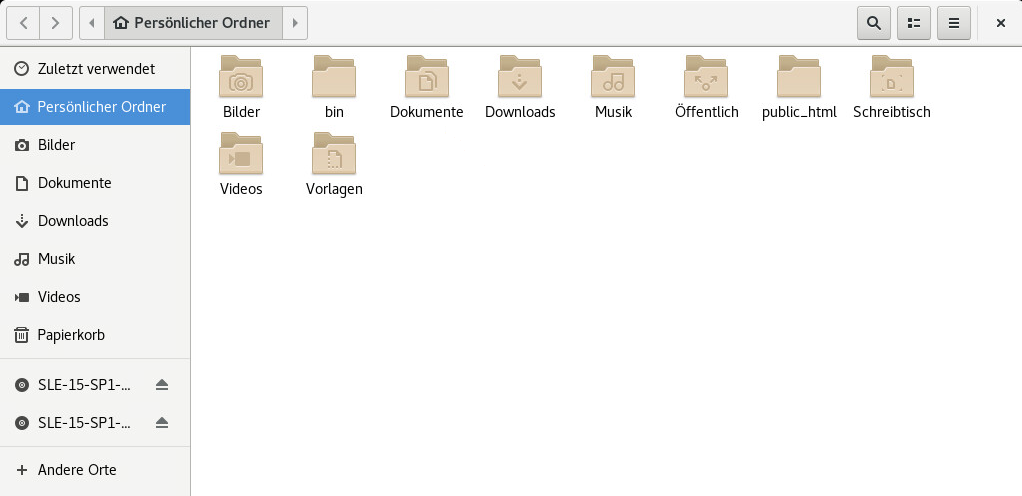 Persönlicher Ordner
Zuletzt verwendet
Persönlicher Ordner
Bilder
Dokumente
Downloads
Musik
Videos
Papierkorb
SLE-15-SP1-...
SLE-15-SP1-...
Andere Orte
Bilder
bin
Dokumente
Downloads
Musik
Öffentlich
public_html
Schreibtisch
Videos
Vorlagen